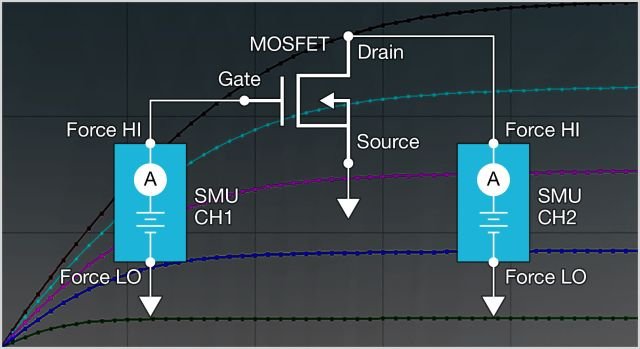 MOSFET
Drain
Gate
Force HI
Source
Force HI
A
SMU
CH1
A
SMU
CH2
Force LO
Force LO